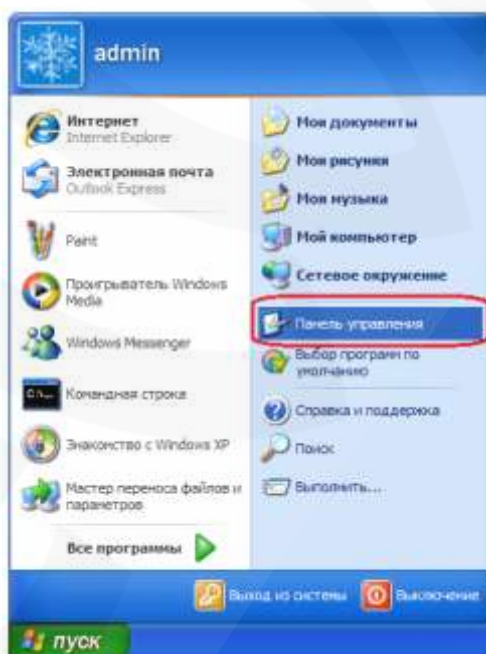 admin
Интернет
Internet Explorer
Электронная почта
Outlook Express
Paint
Проигрыватель Windows
Media
Windows Messenger
Командная строка
Знакомство с Windows XP
Мастер переноса файлов и
параметров
Все программы
Мои документы
Мои рисунки
Моя музыка
Мой компьютер
Сетевое окружение
Панель управления
Выбор программ по
умолчанию
Справка и поддержка
Поиск
Выполнить...
Выход из системы
Выключение
пуск